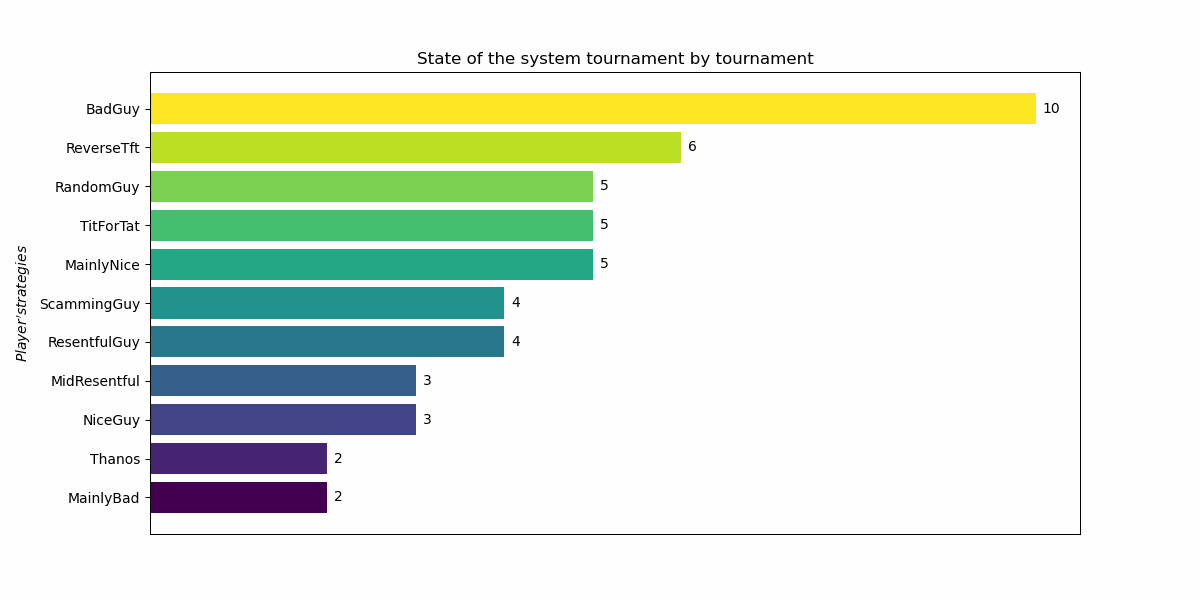 State of the system tournament by tournament
Player'strategies
BadGuy 10
ReverseTft 6
RandomGuy 5
TitForTat 5
MainlyNice 5
ScammingGuy 4
ResentfulGuy 4
MidResentful 3
NiceGuy 3
Thanos 2
MainlyBad 2